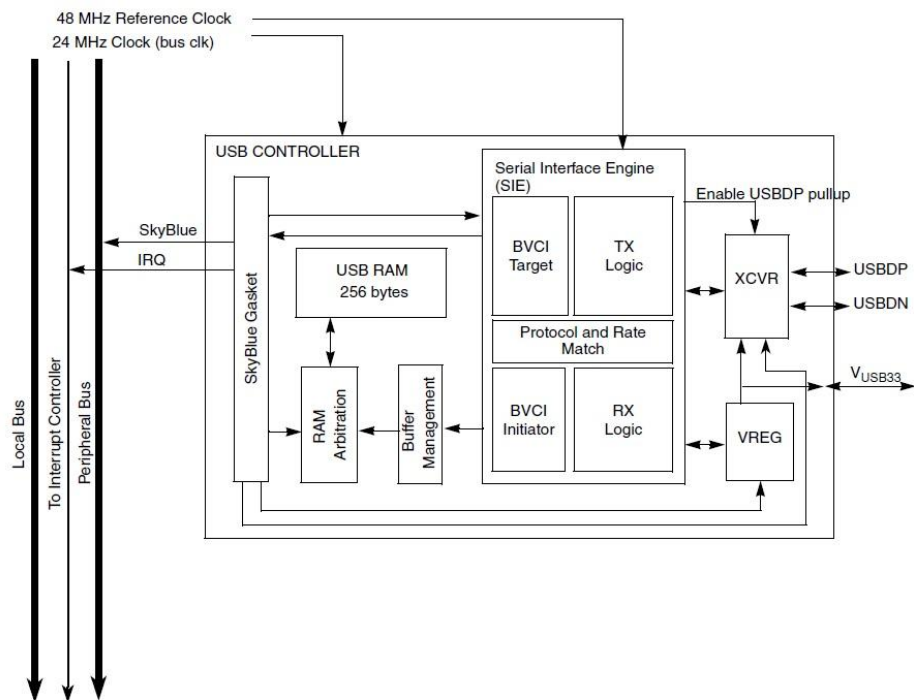 48 MHz Reference Clock
24 MHz Clock (bus clk)
USB CONTROLLER
Serial Interface Engine
(SIE)
Enable USBDP pullup
SkyBlue
IRQ
SkyBlue Gasket
USB RAM
256 bytes
BVCI
Target
TX
Logic
XCVR
USBDP
USBDN
Protocol and Rate
Match
VUSB33
RAM
Arbitration
Buffer
Management
BVCI
Initiator
RX
Logic
VREG
Local Bus
To Interrupt Controller
Peripheral Bus